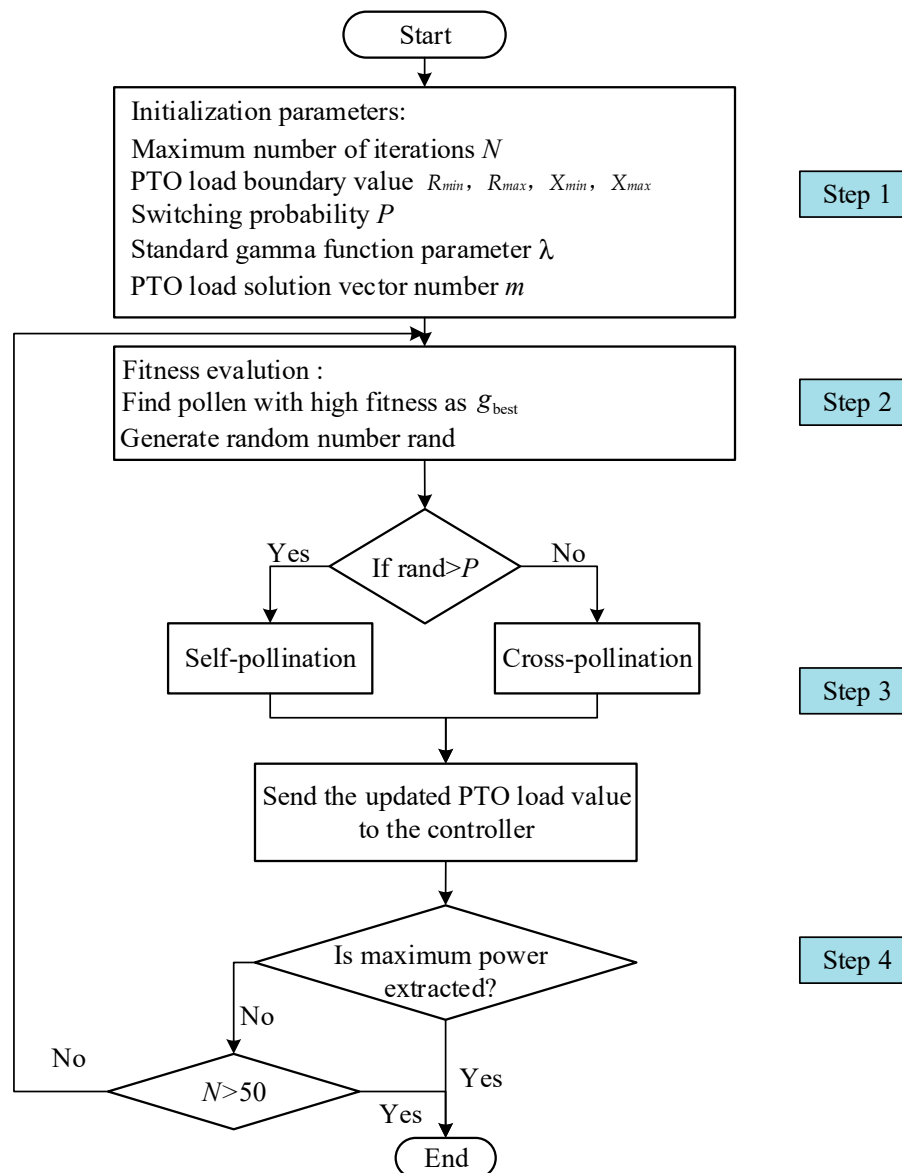 Start
Initialization parameters:
Maximum number of iterations N
PTO load boundary value Rmin, Rmax, Xmin, Xmax
Switching probability P
Standard gamma function parameter λ
PTO load solution vector number m
Step 1
Fitness evalution :
Find pollen with high fitness as gbest
Generate random number rand
Step 2
If rand>P
Yes
No
Self-pollination
Cross-pollination
Step 3
Send the updated PTO load value
to the controller
Is maximum power
extracted?
Step 4
No
No
N>50
Yes
Yes
End